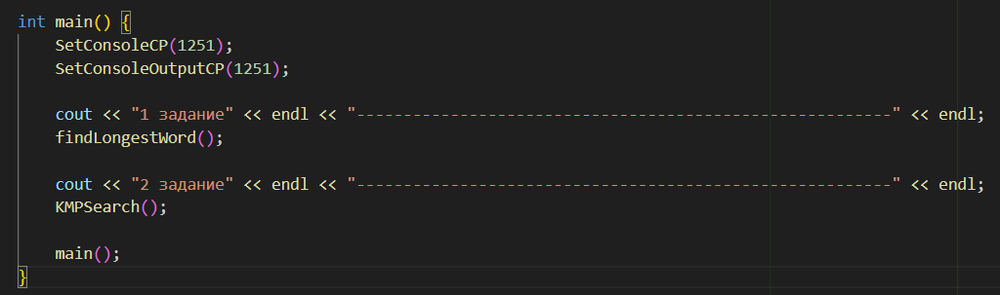 int main() {
    SetConsoleCP(1251);
    SetConsoleOutputCP(1251);
    cout << "1 задание" << endl << "---------------------------------------------------------" << endl;
    findLongestWord();
    cout << "2 задание" << endl << "---------------------------------------------------------" << endl;
    KMPSearch();
    main();
}